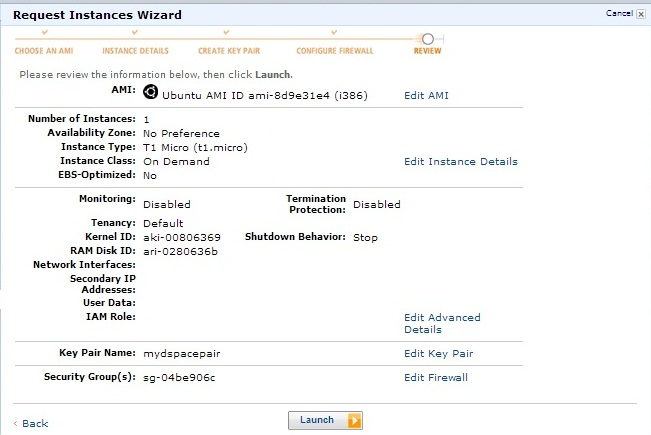 Request Instances Wizard
Cancel
CHOOSE AN AMI INSTANCE DETAILS CREATE KEY PAIR CONFIGURE FIREWALL REVIEW
Please review the information below, then click Launch.
AMI: Ubuntu AMI ID ami-8d9e31e4 (i386) Edit AMI
Number of Instances: 1
Availability Zone: No Preference
Instance Type: T1 Micro (t1.micro)
Instance Class: On Demand Edit Instance Details
EBS-Optimized: No
Monitoring: Disabled Termination Protection: Disabled
Tenancy: Default
Kernel ID: aki-00806369 Shutdown Behavior: Stop
RAM Disk ID: ari-0280636b
Network Interfaces:
Secondary IP
Addresses:
User Data:
IAM Role: Edit Advanced
Details
Key Pair Name: mydspacepair Edit Key Pair
Security Group(s): sg-04be906c Edit Firewall
< Back Launch